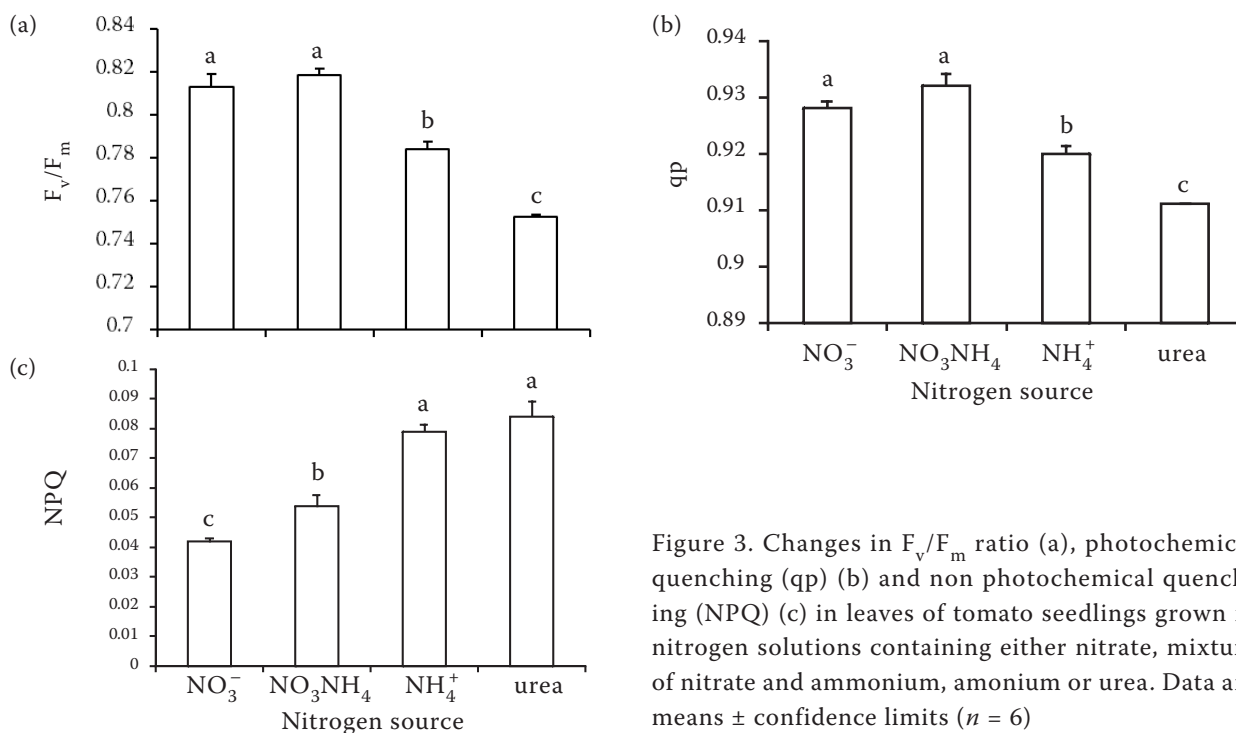 (a)
0.84
0.82
0.8
0.78
0.76
0.74
0.72
0.7
F_v/F_m
a
a
b
c
(b)
0.94
0.93
0.92
0.91
0.9
0.89
qp
a
a
b
c
NO₃⁻ NO₃NH₄ NH₄⁺ urea
Nitrogen source
(c)
0.1
0.09
0.08
0.07
0.06
0.05
0.04
0.03
0.02
0.01
0
NPQ
c
b
a
a
NO₃⁻ NO₃NH₄ NH₄⁺ urea
Nitrogen source
Figure 3. Changes in F_v/F_m ratio (a), photochemic
quenching (qp) (b) and non photochemical quench
ing (NPQ) (c) in leaves of tomato seedlings grown
nitrogen solutions containing either nitrate, mixtu
of nitrate and ammonium, amonium or urea. Data a
means ± confidence limits (n = 6)